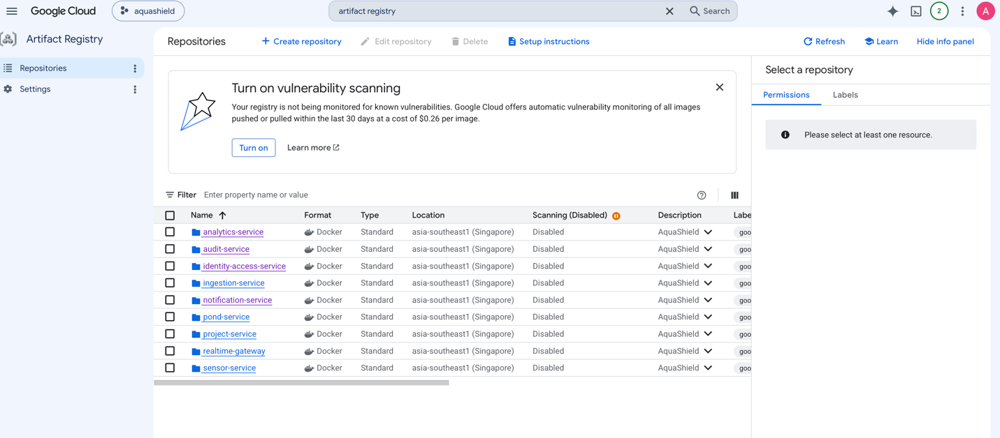 Google Cloud
aquashield
artifact registry
Search
2
A
Artifact Registry
Repositories
Settings
Repositories
Create repository
Edit repository
Delete
Setup instructions
Refresh
Learn
Hide info panel
Turn on vulnerability scanning
Your registry is not being monitored for known vulnerabilities. Google Cloud offers automatic vulnerability monitoring of all images
pushed or pulled within the last 30 days at a cost of $0.26 per image.
Turn on
Learn more
Filter Enter property name or value
Name Format Type Location Scanning (Disabled) Description Labe
analytics-service Docker Standard asia-southeast1 (Singapore) Disabled AquaShield goo
audit-service Docker Standard asia-southeast1 (Singapore) Disabled AquaShield goo
identity-access-service Docker Standard asia-southeast1 (Singapore) Disabled AquaShield goo
ingestion-service Docker Standard asia-southeast1 (Singapore) Disabled AquaShield goo
notification-service Docker Standard asia-southeast1 (Singapore) Disabled AquaShield goo
pond-service Docker Standard asia-southeast1 (Singapore) Disabled AquaShield goo
project-service Docker Standard asia-southeast1 (Singapore) Disabled AquaShield goo
realtime-gateway Docker Standard asia-southeast1 (Singapore) Disabled AquaShield goo
sensor-service Docker Standard asia-southeast1 (Singapore) Disabled AquaShield goo
Select a repository
Permissions
Labels
Please select at least one resource.